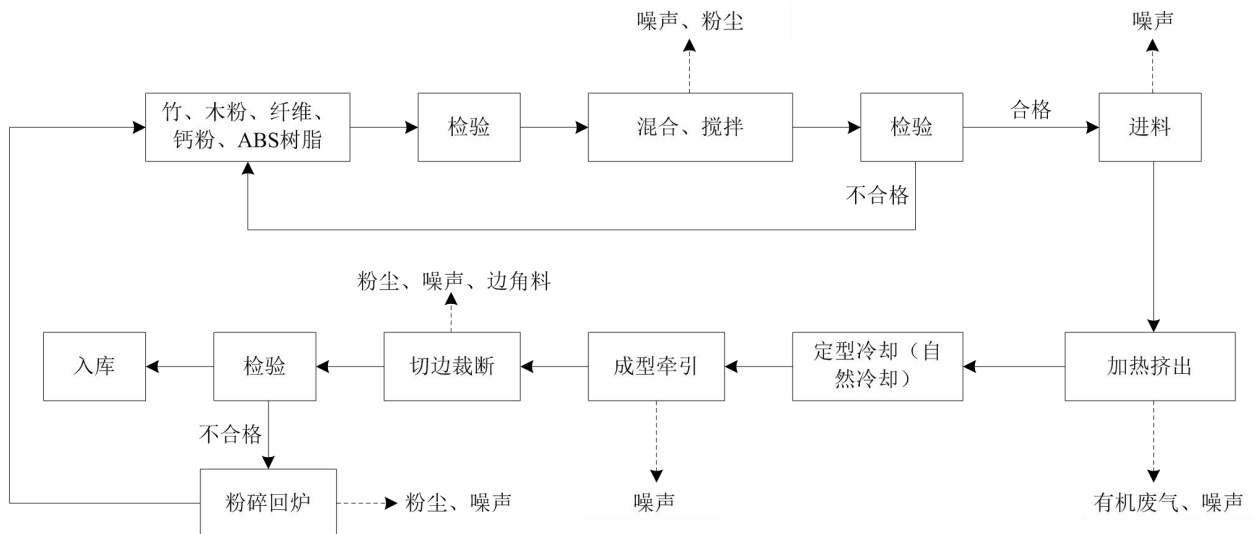 噪声、粉尘
噪声
竹、木粉、纤维、
钙粉、ABS树脂
检验
混合、搅拌
检验
合格
进料
不合格
粉尘、噪声、边角料
入库
检验
切边裁断
成型牵引
定型冷却（自
然冷却）
加热挤出
不合格
粉碎回炉
粉尘、噪声
噪声
有机废气、噪声